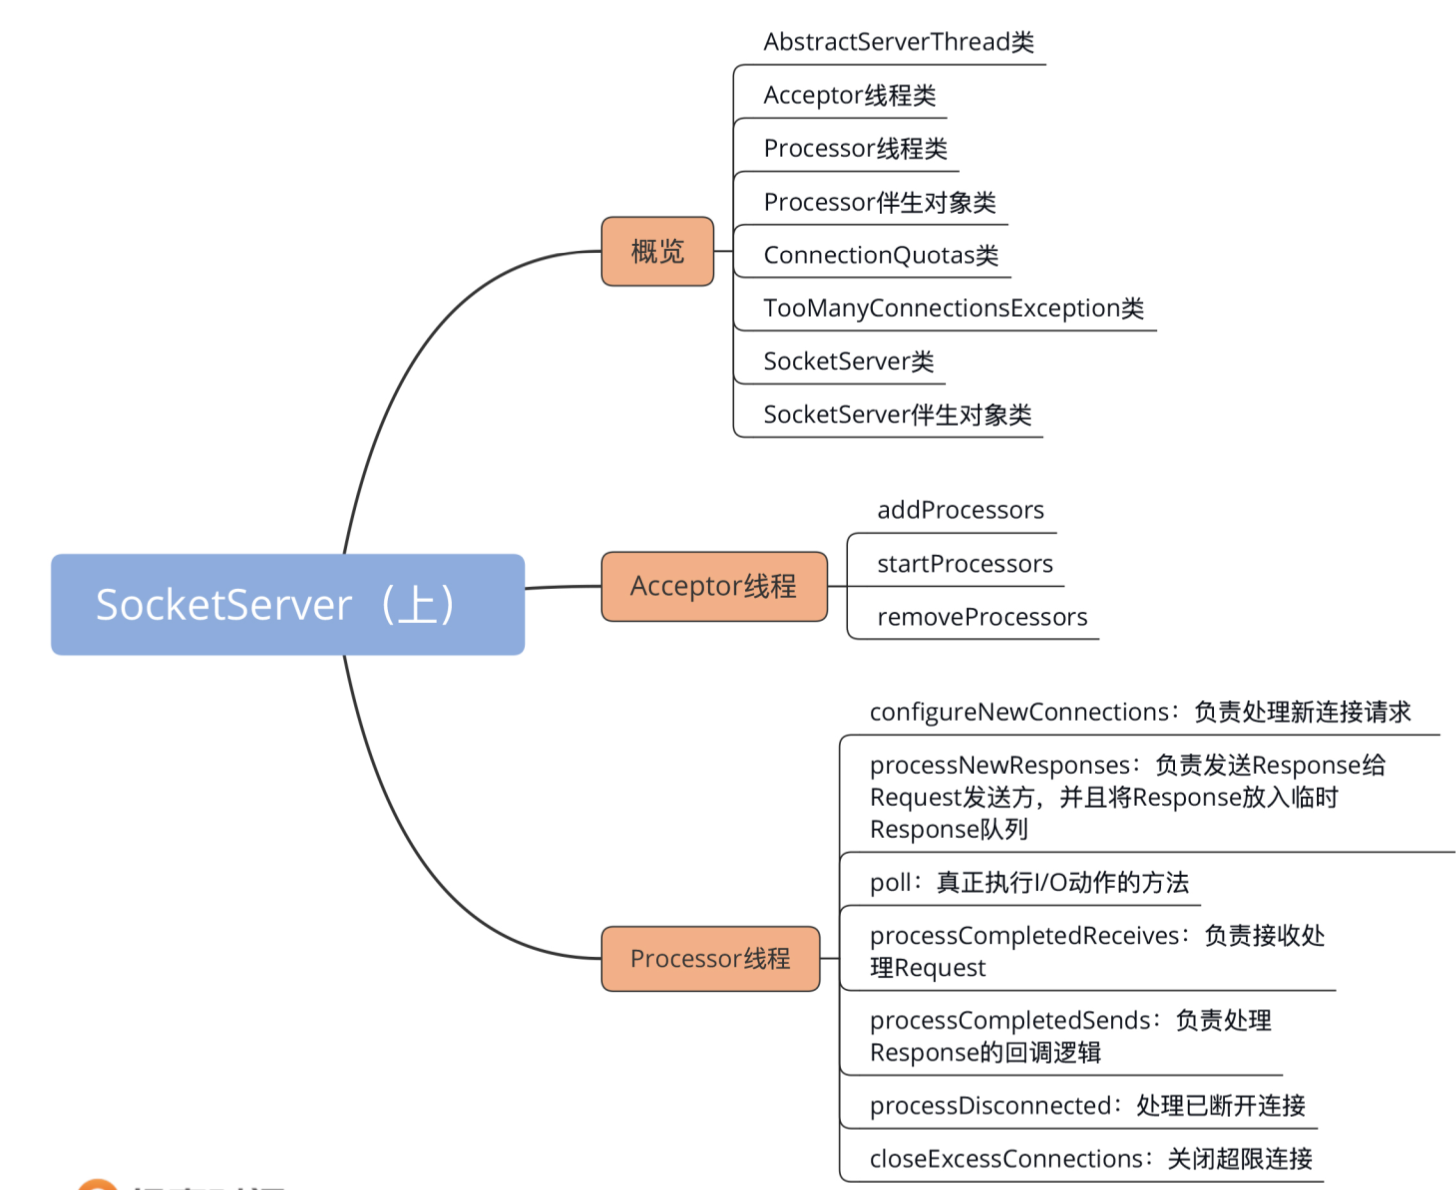 AbstractServerThread类
Acceptor线程类
Processor线程类
Processor伴生对象类
概览
ConnectionQuotas类
TooManyConnectionsException类
SocketServer类
SocketServer伴生对象类
addProcessors
startProcessors
Acceptor线程
removeProcessors
SocketServer（上）
configureNewConnections：负责处理新连接请求
processNewResponses：负责发送Response给
Request发送方，并且将Response放入临时
Response队列
poll：真正执行I/O动作的方法
processCompletedReceives：负责接收处
理Request
Processor线程
processCompletedSends：负责处理
Response的回调逻辑
processDisconnected：处理已断开连接
closeExcessConnections：关闭超限连接